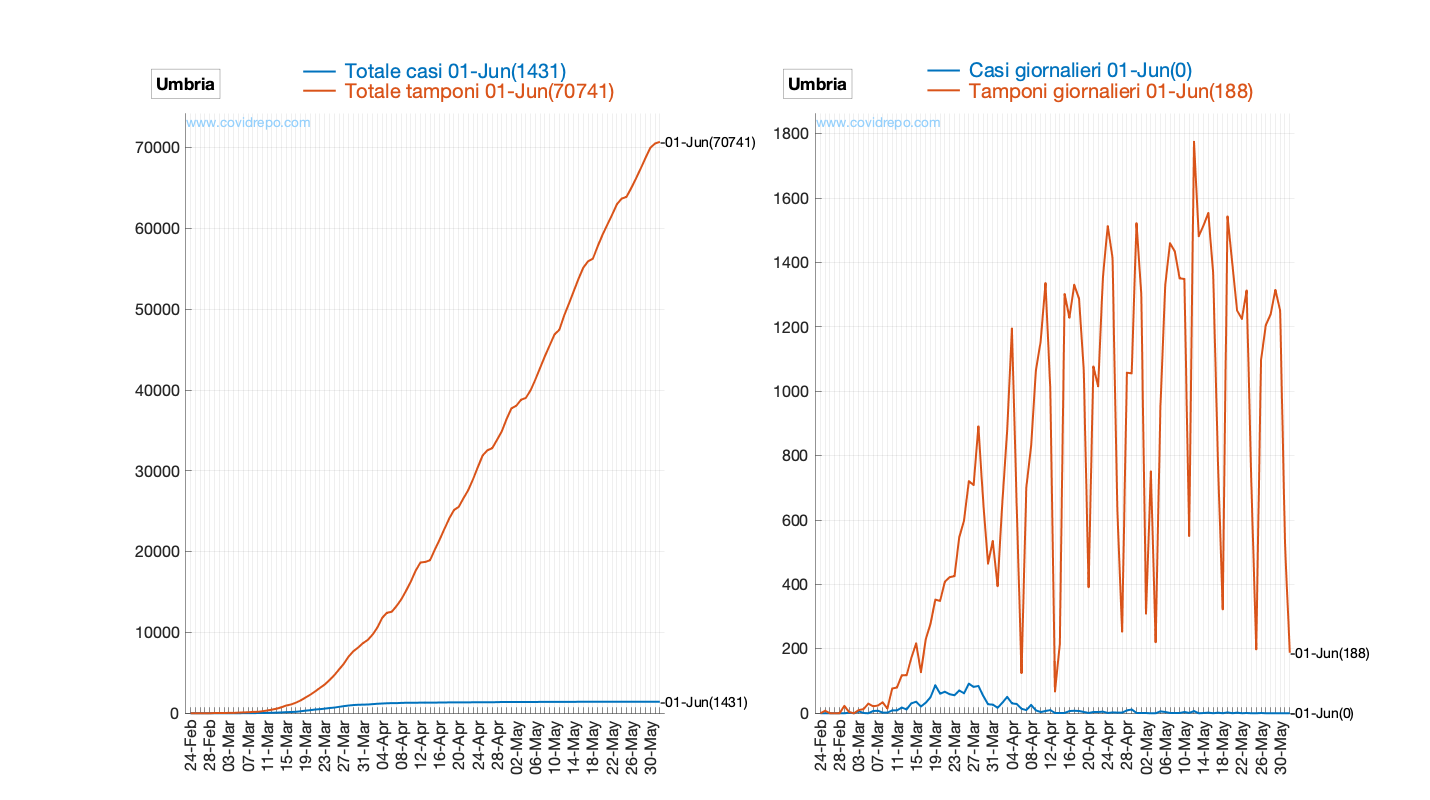 Umbria
Totale casi 01-Jun(1431)
Totale tamponi 01-Jun(70741)
www.covidrepo.com
70000
60000
50000
40000
30000
20000
10000
0
-01-Jun(70741)
-01-Jun(1431)
24-Feb
28-Feb
03-Mar
07-Mar
11-Mar
15-Mar
19-Mar
23-Mar
27-Mar
31-Mar
04-Apr
08-Apr
12-Apr
16-Apr
20-Apr
24-Apr
28-Apr
02-May
06-May
10-May
14-May
18-May
22-May
26-May
30-May
Umbria
Casi giornalieri 01-Jun(0)
Tamponi giornalieri 01-Jun(188)
www.covidrepo.com
1800
1600
1400
1200
1000
800
600
400
200
0
-01-Jun(188)
-01-Jun(0)
24-Feb
28-Feb
03-Mar
07-Mar
11-Mar
15-Mar
19-Mar
23-Mar
27-Mar
31-Mar
04-Apr
08-Apr
12-Apr
16-Apr
20-Apr
24-Apr
28-Apr
02-May
06-May
10-May
14-May
18-May
22-May
26-May
30-May